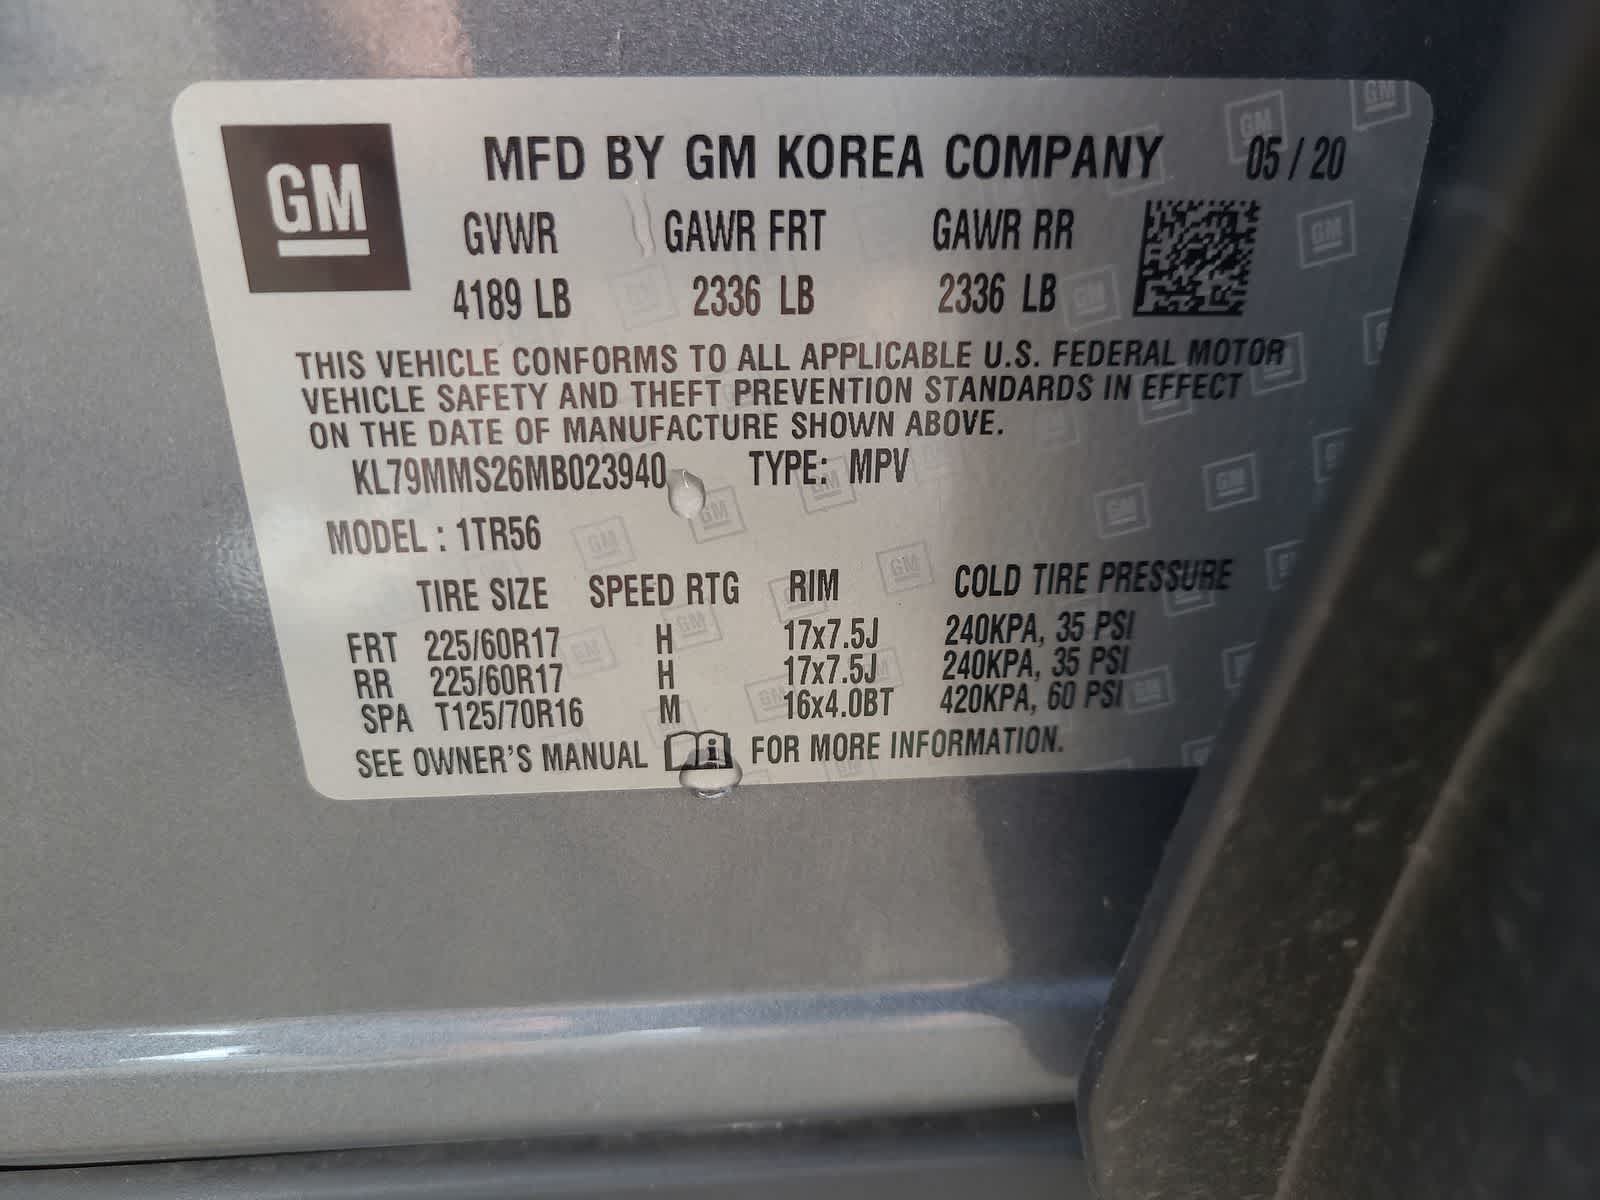 GM
MFD BY GM KOREA COMPANY 05 / 20
GVWR GAWR FRT GAWR RR
4189 LB 2336 LB 2336 LB
THIS VEHICLE CONFORMS TO ALL APPLICABLE U.S. FEDERAL MOTOR
VEHICLE SAFETY AND THEFT PREVENTION STANDARDS IN EFFECT
ON THE DATE OF MANUFACTURE SHOWN ABOVE.
KL79MMS26MB023940 TYPE: MPV
MODEL : 1TR56
TIRE SIZE SPEED RTG RIM COLD TIRE PRESSURE
FRT 225/60R17 H 17x7.5J 240KPA, 35 PSI
RR 225/60R17 H 17x7.5J 240KPA, 35 PSI
SPA T125/70R16 M 16x4.0BT 420KPA, 60 PSI
SEE OWNER'S MANUAL i FOR MORE INFORMATION.